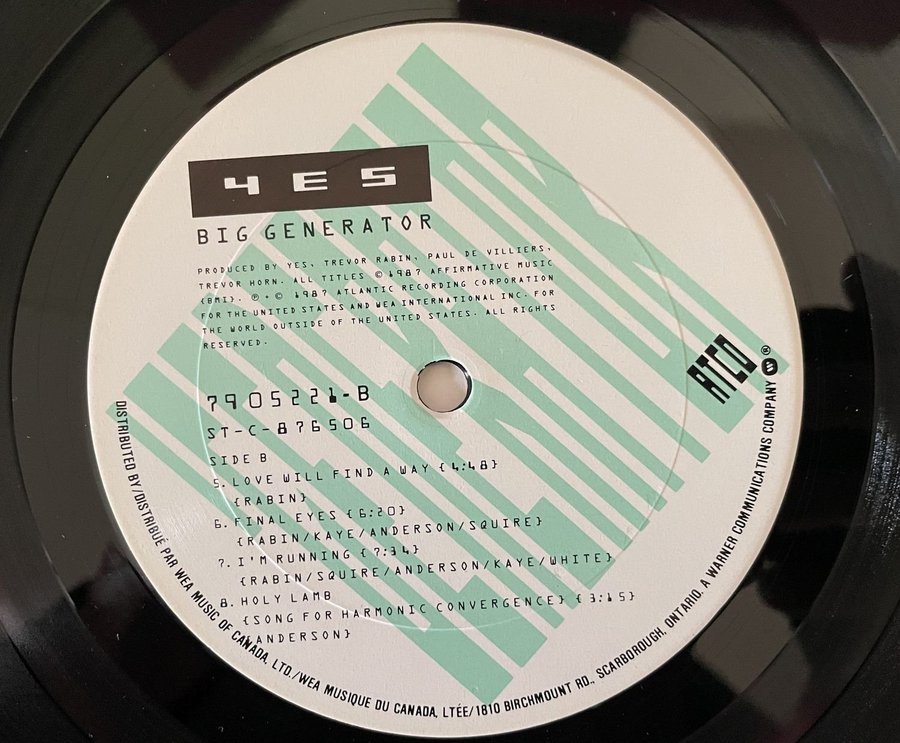 YES
BIG GENERATOR
PRODUCED BY YES, TREVOR RABIN, PAUL DE VILLIERS,
TREVOR HORN. ALL TITLES © 1987 AFFIRMATIVE MUSIC
{BMI}. ℗ + © 1987 ATLANTIC RECORDING CORPORATION
FOR THE UNITED STATES AND WEA INTERNATIONAL INC. FOR
THE WORLD OUTSIDE OF THE UNITED STATES. ALL RIGHTS
RESERVED.
ATCO
®
7905221-B
ST-C-876506
SIDE B
5. LOVE WILL FIND A WAY {4:48}
{RABIN}
6. FINAL EYES {6:20}
{RABIN/KAYE/ANDERSON/SQUIRE}
7. I'M RUNNING {7:34}
{RABIN/SQUIRE/ANDERSON/KAYE/WHITE}
8. HOLY LAMB
{SONG FOR HARMONIC CONVERGENCE} {3:15}
{ANDERSON}
DISTRIBUTED BY/DISTRIBUÉ PAR WEA MUSIC OF CANADA, LTD./WEA MUSIQUE DU CANADA, LTÉE/1810 BIRCHMOUNT RD., SCARBOROUGH, ONTARIO. A WARNER COMMUNICATIONS COMPANY